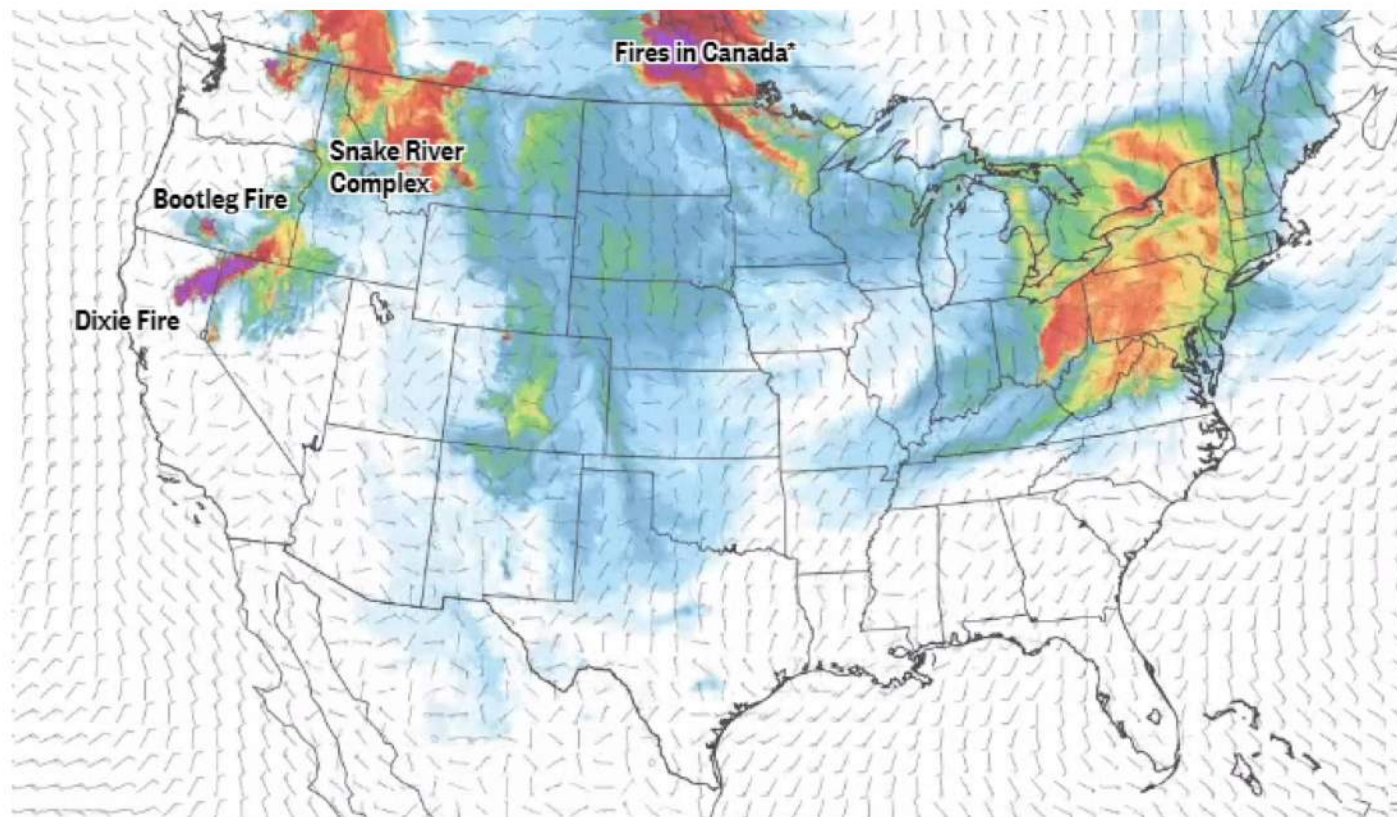 Fires in Canada*
Snake River
Complex
Bootleg Fire
Dixie Fire